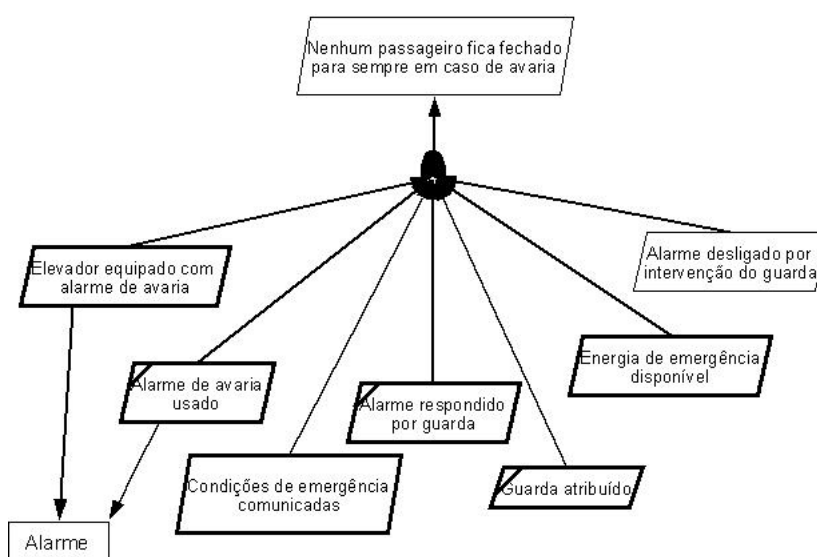 Nenhum passageiro fica fechado
para sempre em caso de avaria
Elevador equipado com
alarme de avaria
Alarme desligado por
intervenção do guarda
Alarme de avaria
usado
Alarme respondido
por guarda
Energia de emergência
disponível
Condições de emergência
comunicadas
Guarda atribuído
Alarme